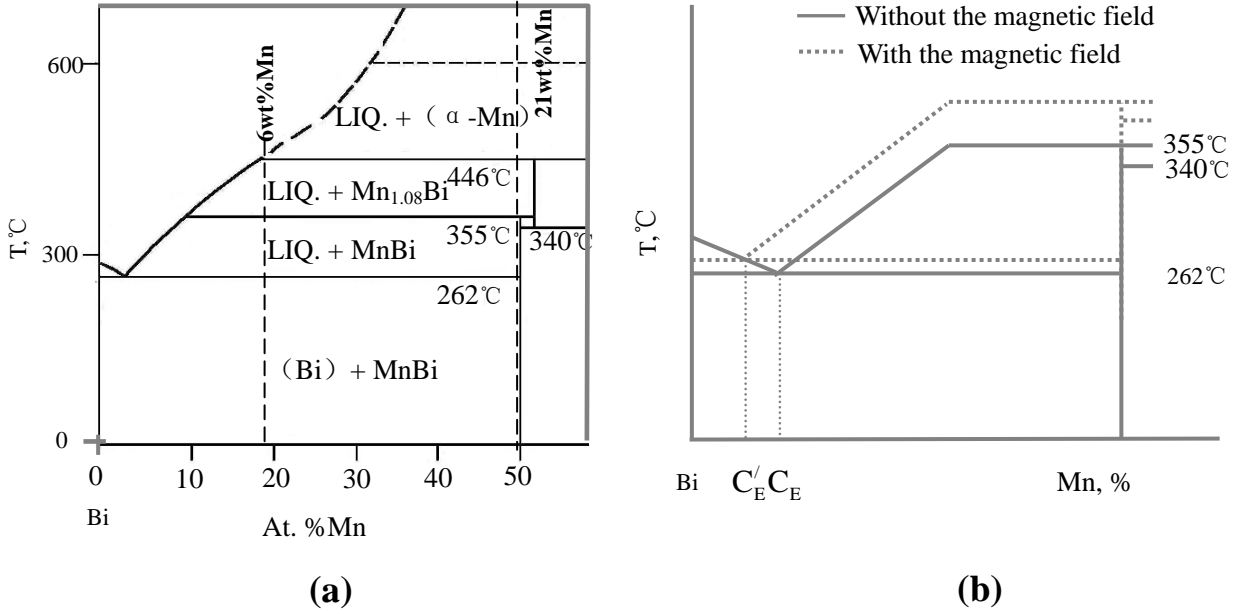 6wt%Mn
21wt%Mn
600
LIQ. + （α-Mn）
446℃
LIQ. + Mn1.08Bi
T,℃
300
355℃
340℃
LIQ. + MnBi
262℃
（Bi）+ MnBi
0
0 10 20 30 40 50
Bi
At. %Mn
(a)
Without the magnetic field
With the magnetic field
355℃
340℃
T,℃
262℃
Bi C′E CE Mn, %
(b)